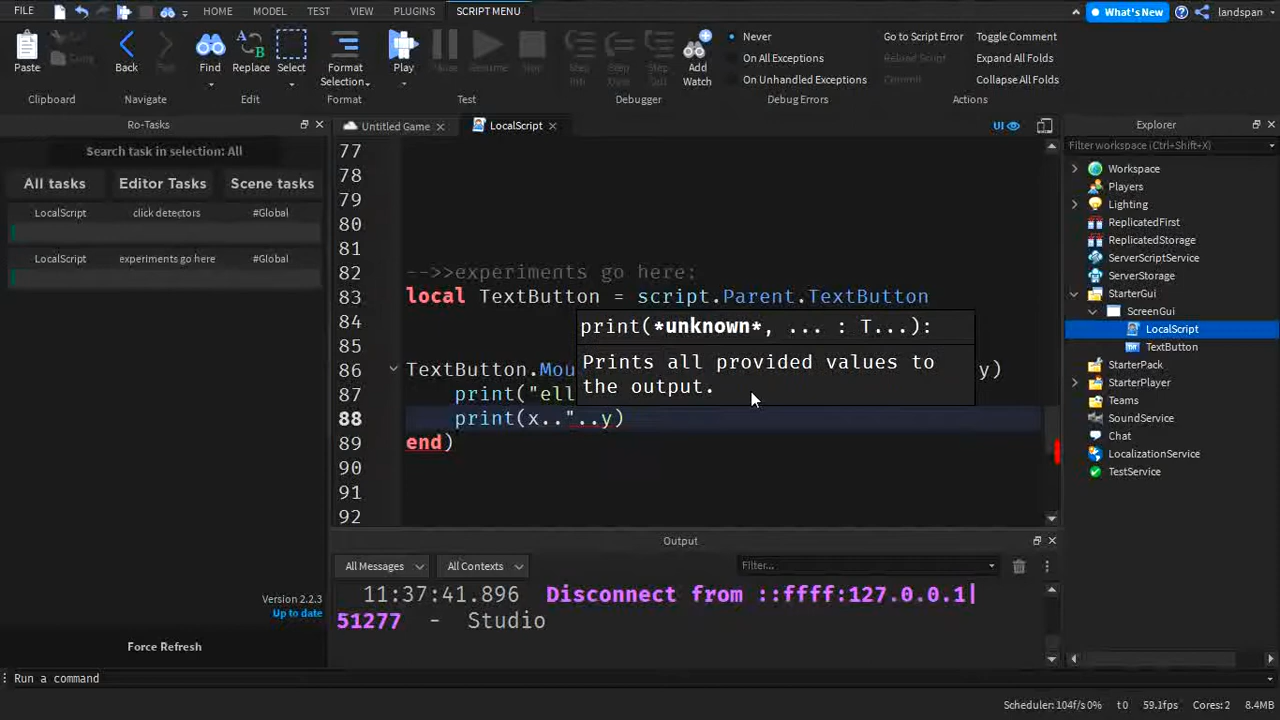 FILE HOME MODEL TEST VIEW PLUGINS SCRIPT MENU What's New landspan
Paste Back Find Replace Select Format Selection Play Add Watch
Never Go to Script Error Toggle Comment
On All Exceptions Reload Script Expand All Folds
On Unhandled Exceptions Commit Collapse All Folds
Clipboard Navigate Edit Format Test Debugger Debug Errors Actions
Ro-Tasks
Search task in selection: All
All tasks Editor Tasks Scene tasks
LocalScript click detectors #Global
LocalScript experiments go here #Global
Version 2.2.3
Up to date
Force Refresh
Untitled Game LocalScript UI
77
78
79
80
81
82 -->>experiments go here:
83 local TextButton = script.Parent.TextButton
84
85
86 TextButton.Mou y)
87 print("ell
88 print(x.."..y)
89 end)
90
91
92
print(*unknown*, ... : T...):
Prints all provided values to
the output.
Output
All Messages All Contexts Filter...
11:37:41.896 Disconnect from ::ffff:127.0.0.1|
51277 - Studio
Explorer
Filter workspace (Ctrl+Shift+X)
Workspace
Players
Lighting
ReplicatedFirst
ReplicatedStorage
ServerScriptService
ServerStorage
StarterGui
ScreenGui
LocalScript
TextButton
StarterPack
StarterPlayer
Teams
SoundService
Chat
LocalizationService
TestService
Run a command
Scheduler: 104f/0% t0 59.1fps Cores: 2 8.4MB